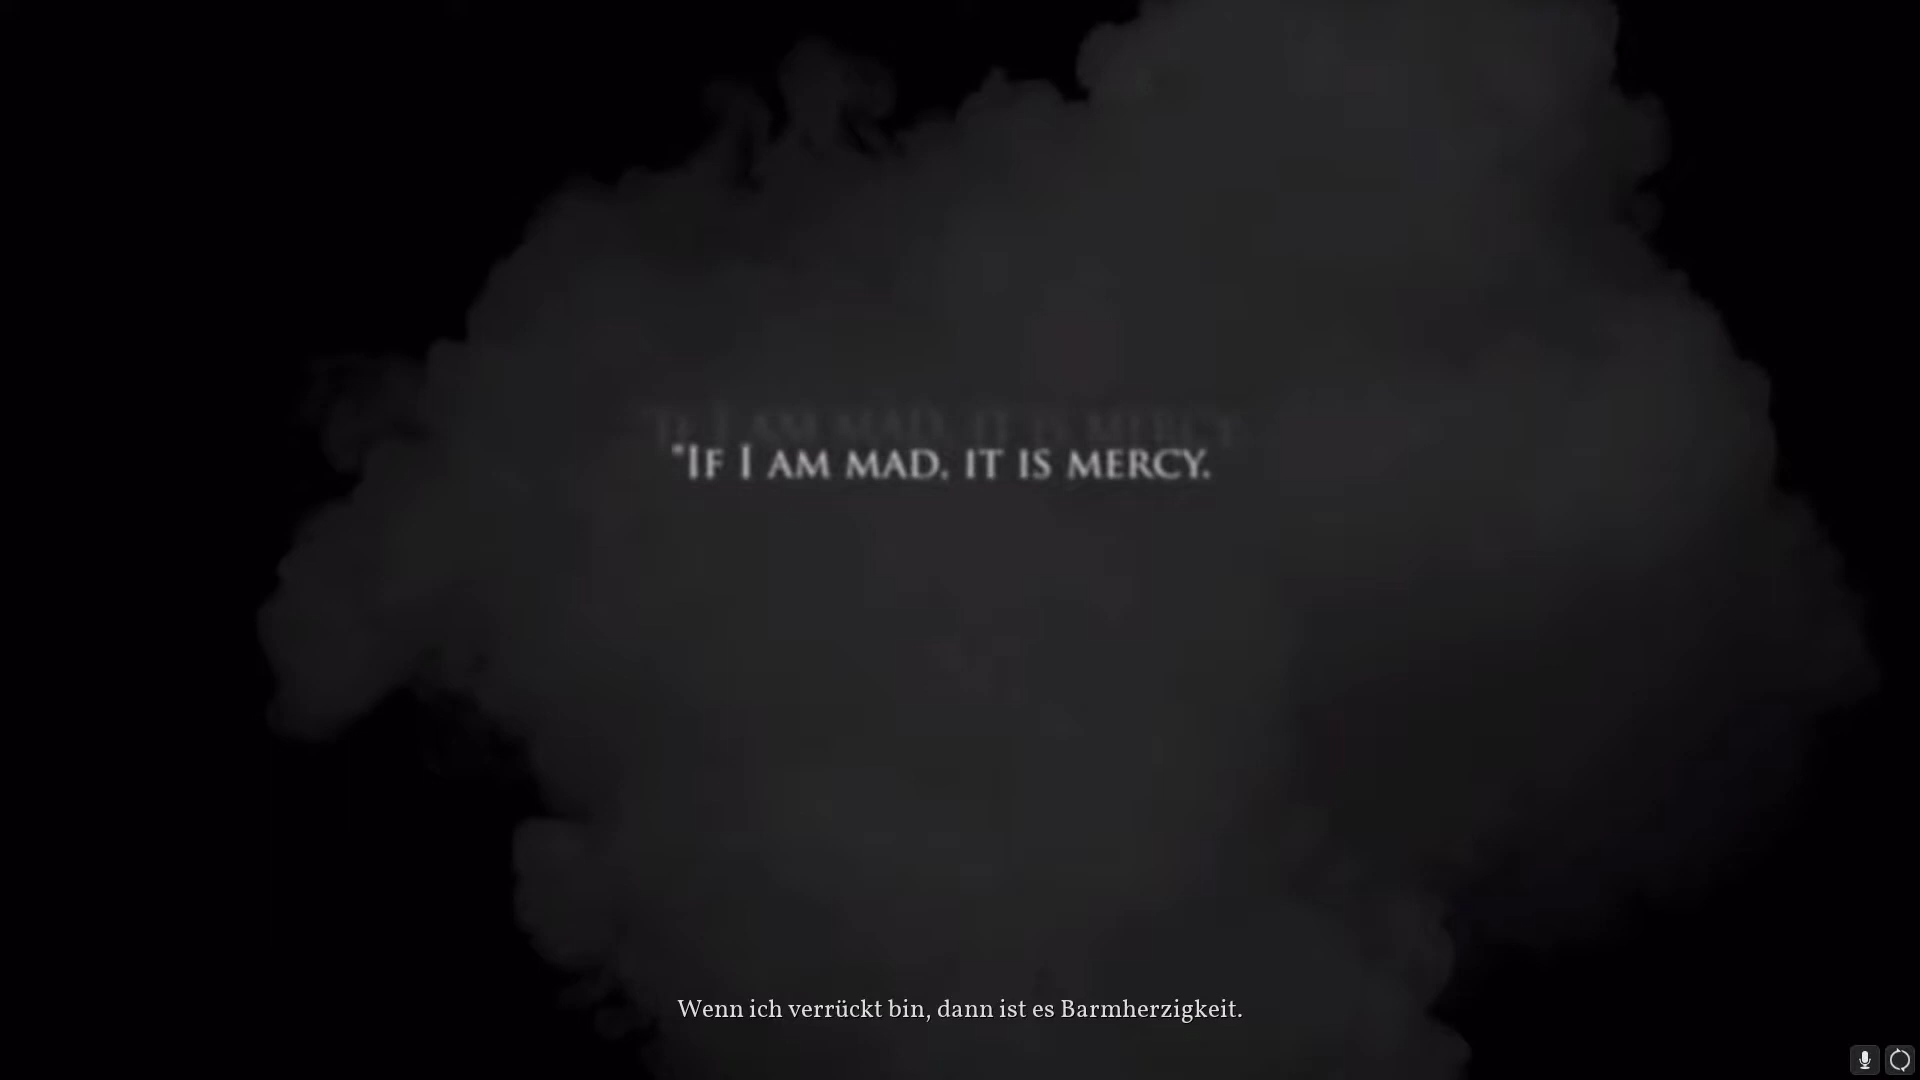 "If I am mad, it is mercy.
Wenn ich verrückt bin, dann ist es Barmherzigkeit.